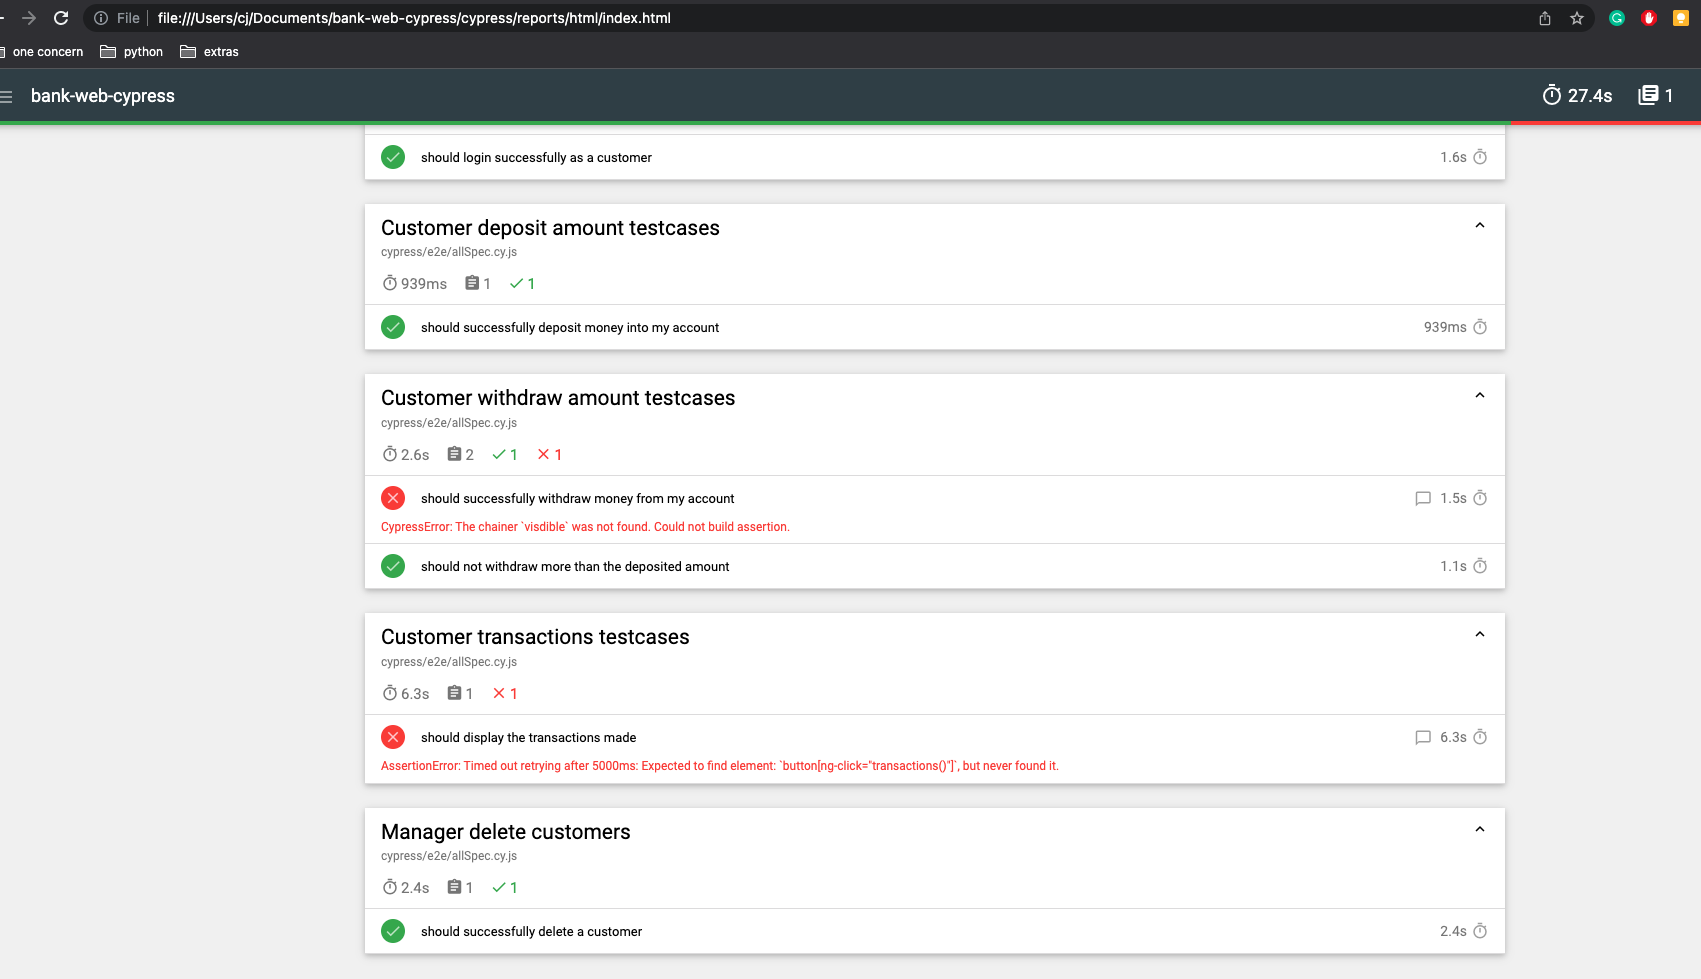 File file:///Users/cj/Documents/bank-web-cypress/cypress/reports/html/index.html
one concern python extras
bank-web-cypress 27.4s 1
should login successfully as a customer 1.6s
Customer deposit amount testcases
cypress/e2e/allSpec.cy.js
939ms 1 1
should successfully deposit money into my account 939ms
Customer withdraw amount testcases
cypress/e2e/allSpec.cy.js
2.6s 2 1 1
should successfully withdraw money from my account 1.5s
CypressError: The chainer `visdible` was not found. Could not build assertion.
should not withdraw more than the deposited amount 1.1s
Customer transactions testcases
cypress/e2e/allSpec.cy.js
6.3s 1 1
should display the transactions made 6.3s
AssertionError: Timed out retrying after 5000ms: Expected to find element: `button[ng-click="transactions()"]`, but never found it.
Manager delete customers
cypress/e2e/allSpec.cy.js
2.4s 1 1
should successfully delete a customer 2.4s